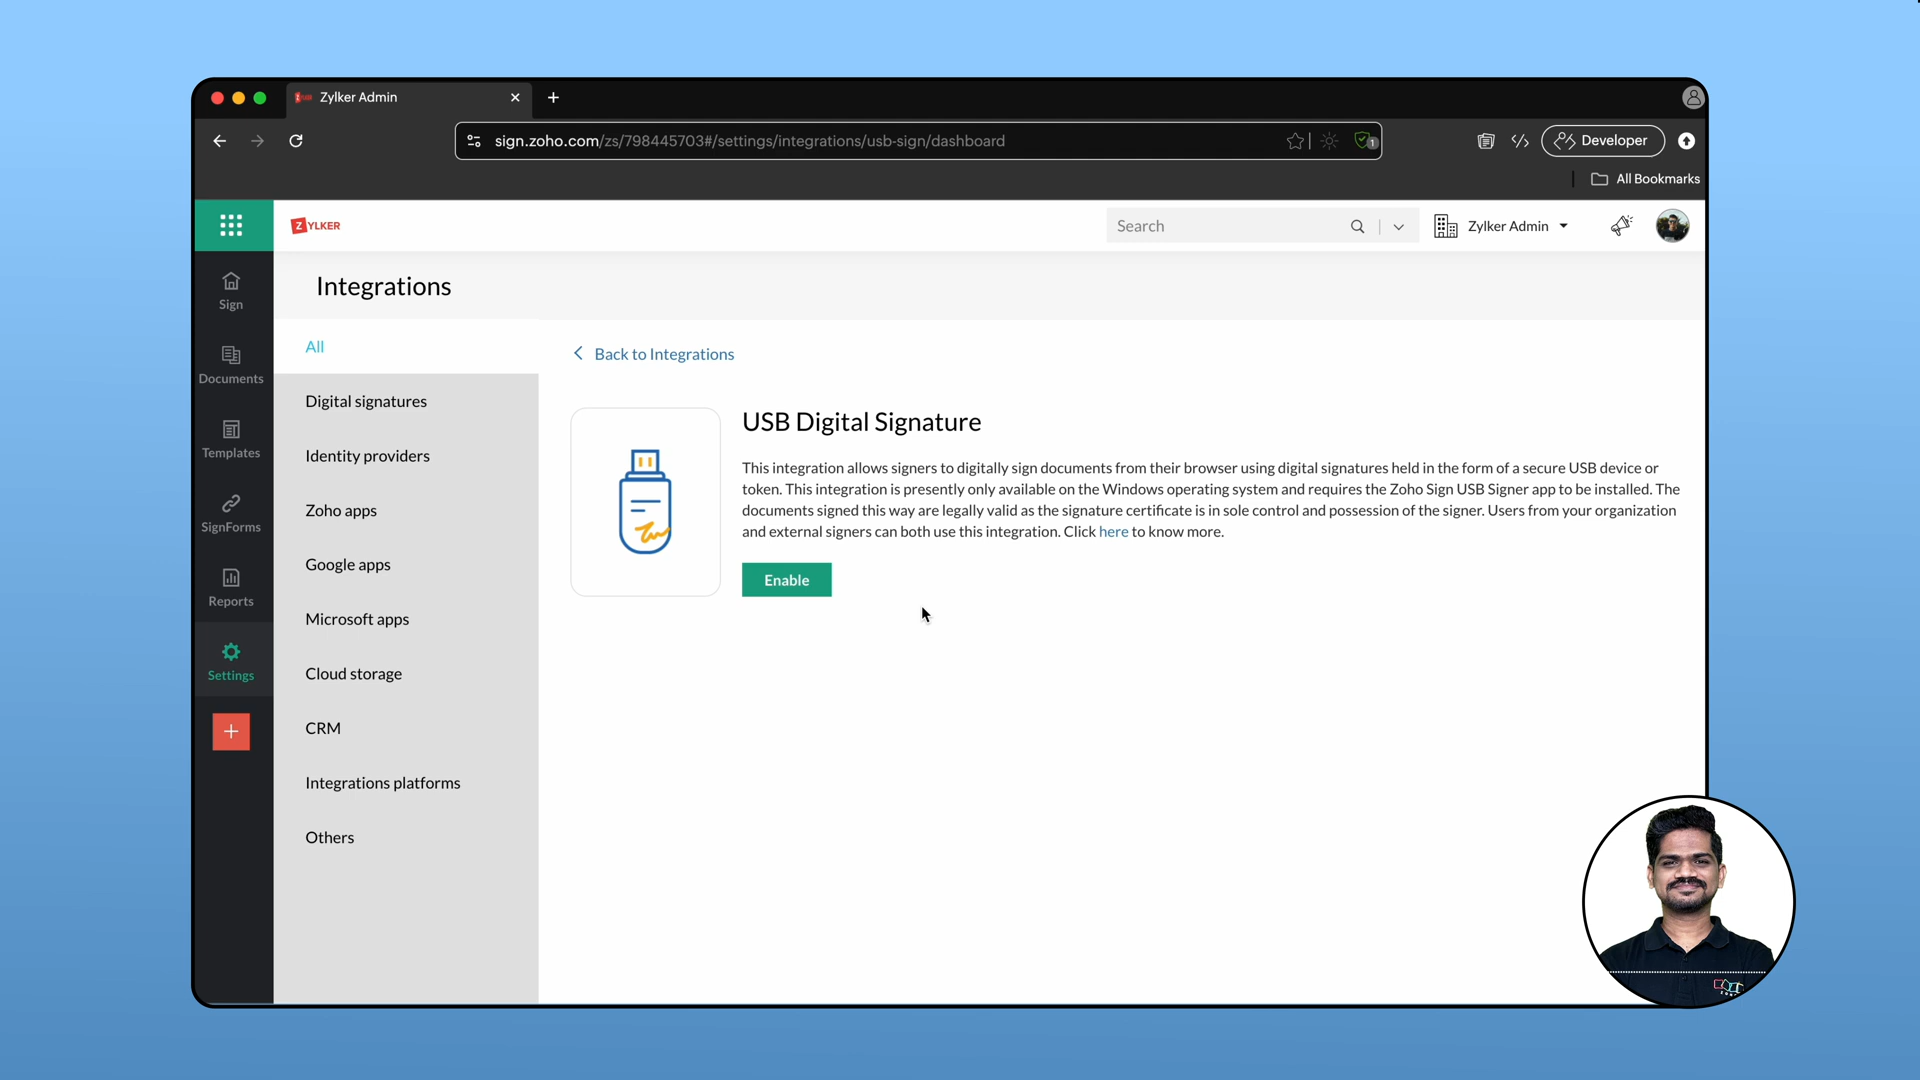 Zylker Admin
sign.zoho.com/zs/798445703#/settings/integrations/usb-sign/dashboard
1
Developer
All Bookmarks
ZYLKER
Search
Zylker Admin
Sign
Documents
Templates
SignForms
Reports
Settings
Integrations
All
Digital signatures
Identity providers
Zoho apps
Google apps
Microsoft apps
Cloud storage
CRM
Integrations platforms
Others
Back to Integrations
USB Digital Signature
This integration allows signers to digitally sign documents from their browser using digital signatures held in the form of a secure USB device or
token. This integration is presently only available on the Windows operating system and requires the Zoho Sign USB Signer app to be installed. The
documents signed this way are legally valid as the signature certificate is in sole control and possession of the signer. Users from your organization
and external signers can both use this integration. Click here to know more.
Enable